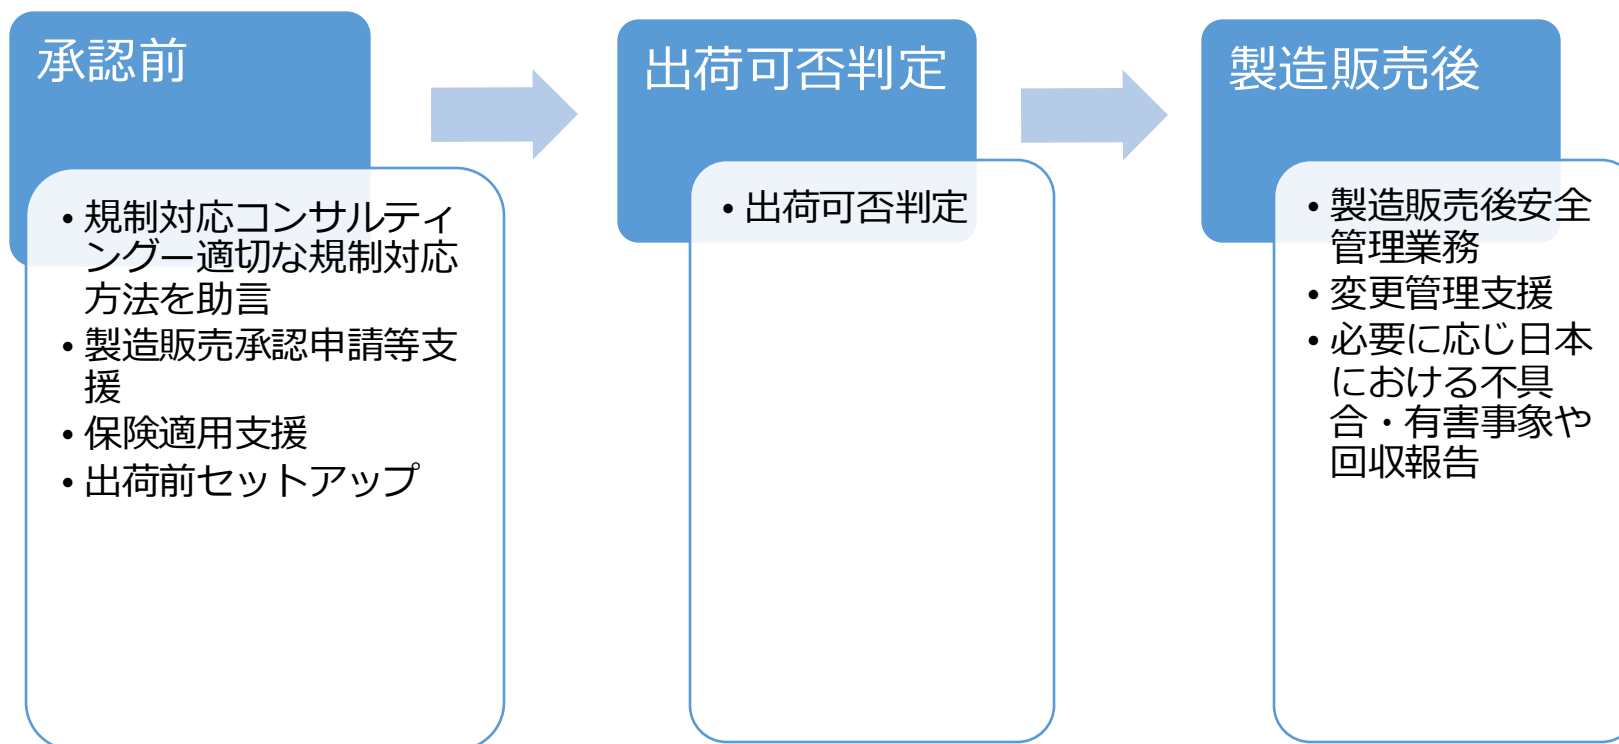 承認前
・規制対応コンサルティ
ングー適切な規制対応
方法を助言
・製造販売承認申請等支
援
・保険適用支援
・出荷前セットアップ
出荷可否判定
・出荷可否判定
製造販売後
・製造販売後安全
管理業務
・変更管理支援
・必要に応じ日本
における不具
合・有害事象や
回収報告